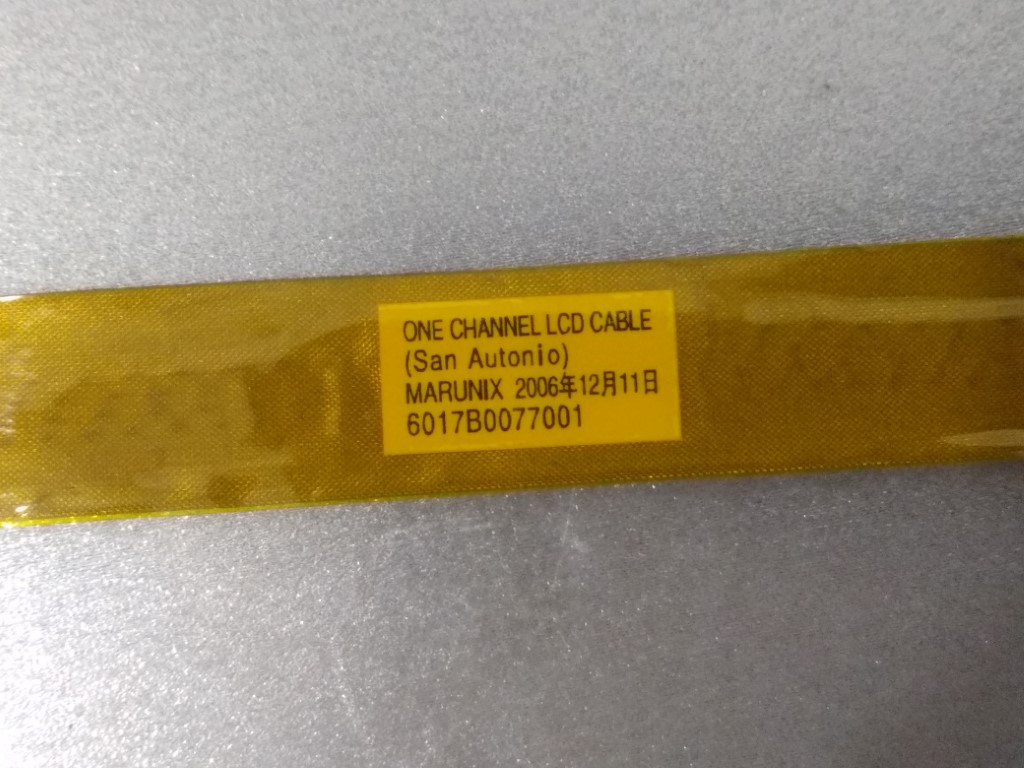 ONE CHANNEL LCD CABLE
(San Autonio)
MARUNIX 2006年12月11日
6017B0077001